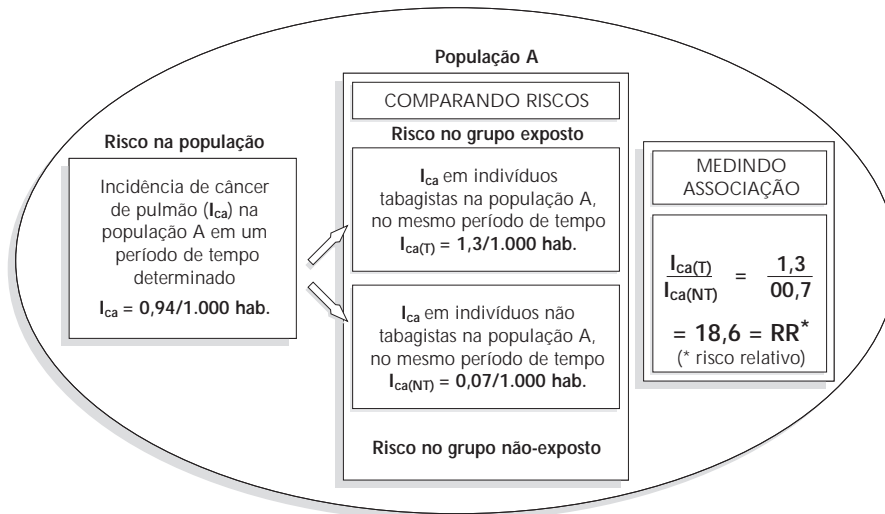 População A
COMPARANDO RISCOS
Risco na população
Incidência de câncer
de pulmão (Ica) na
população A em um
período de tempo
determinado
Ica = 0,94/1.000 hab.
Risco no grupo exposto
Ica em indivíduos
tabagistas na população A,
no mesmo período de tempo
Ica(T) = 1,3/1.000 hab.
Ica em indivíduos não
tabagistas na população A,
no mesmo período de tempo
Ica(NT) = 0,07/1.000 hab.
Risco no grupo não-exposto
MEDINDO
ASSOCIAÇÃO
Ica(T) = 1,3
Ica(NT) 00,7
= 18,6 = RR*
(* risco relativo)